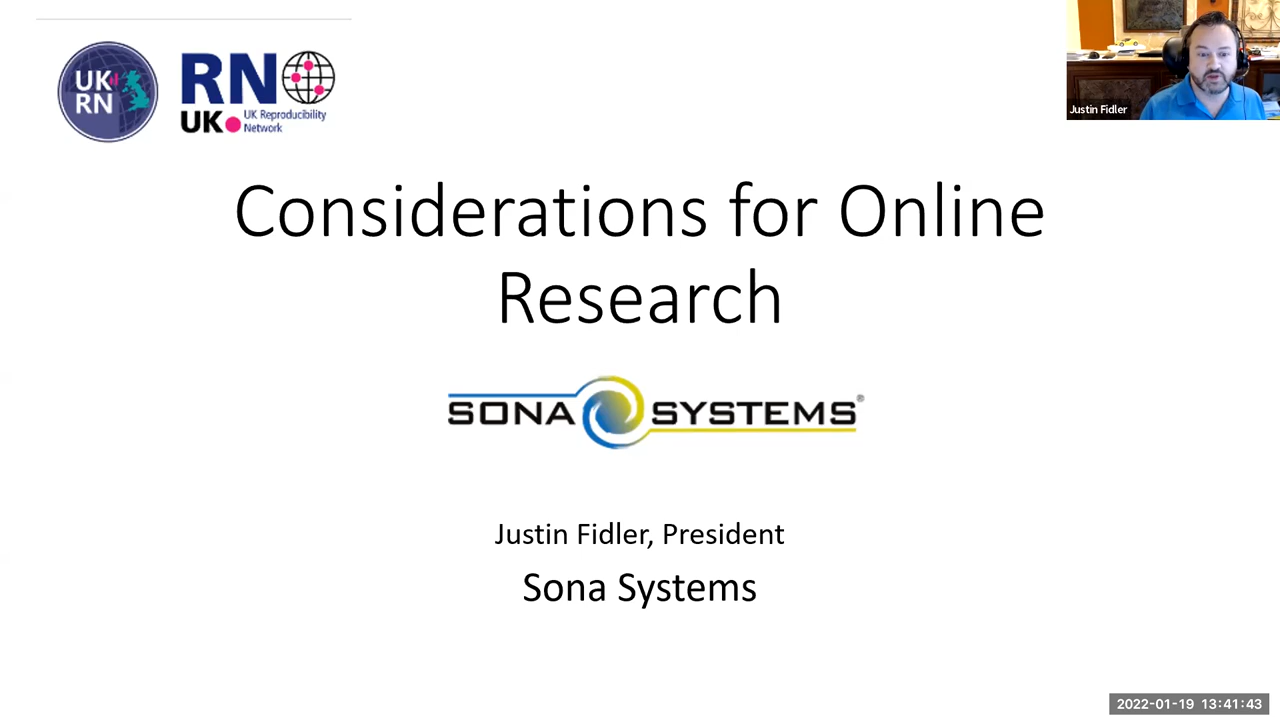 UK
RN
RN
UK
UK Reproducibility
Network
Justin Fidler
Considerations for Online
Research
SONA SYSTEMS®
Justin Fidler, President
Sona Systems
2022-01-19 13:41:43